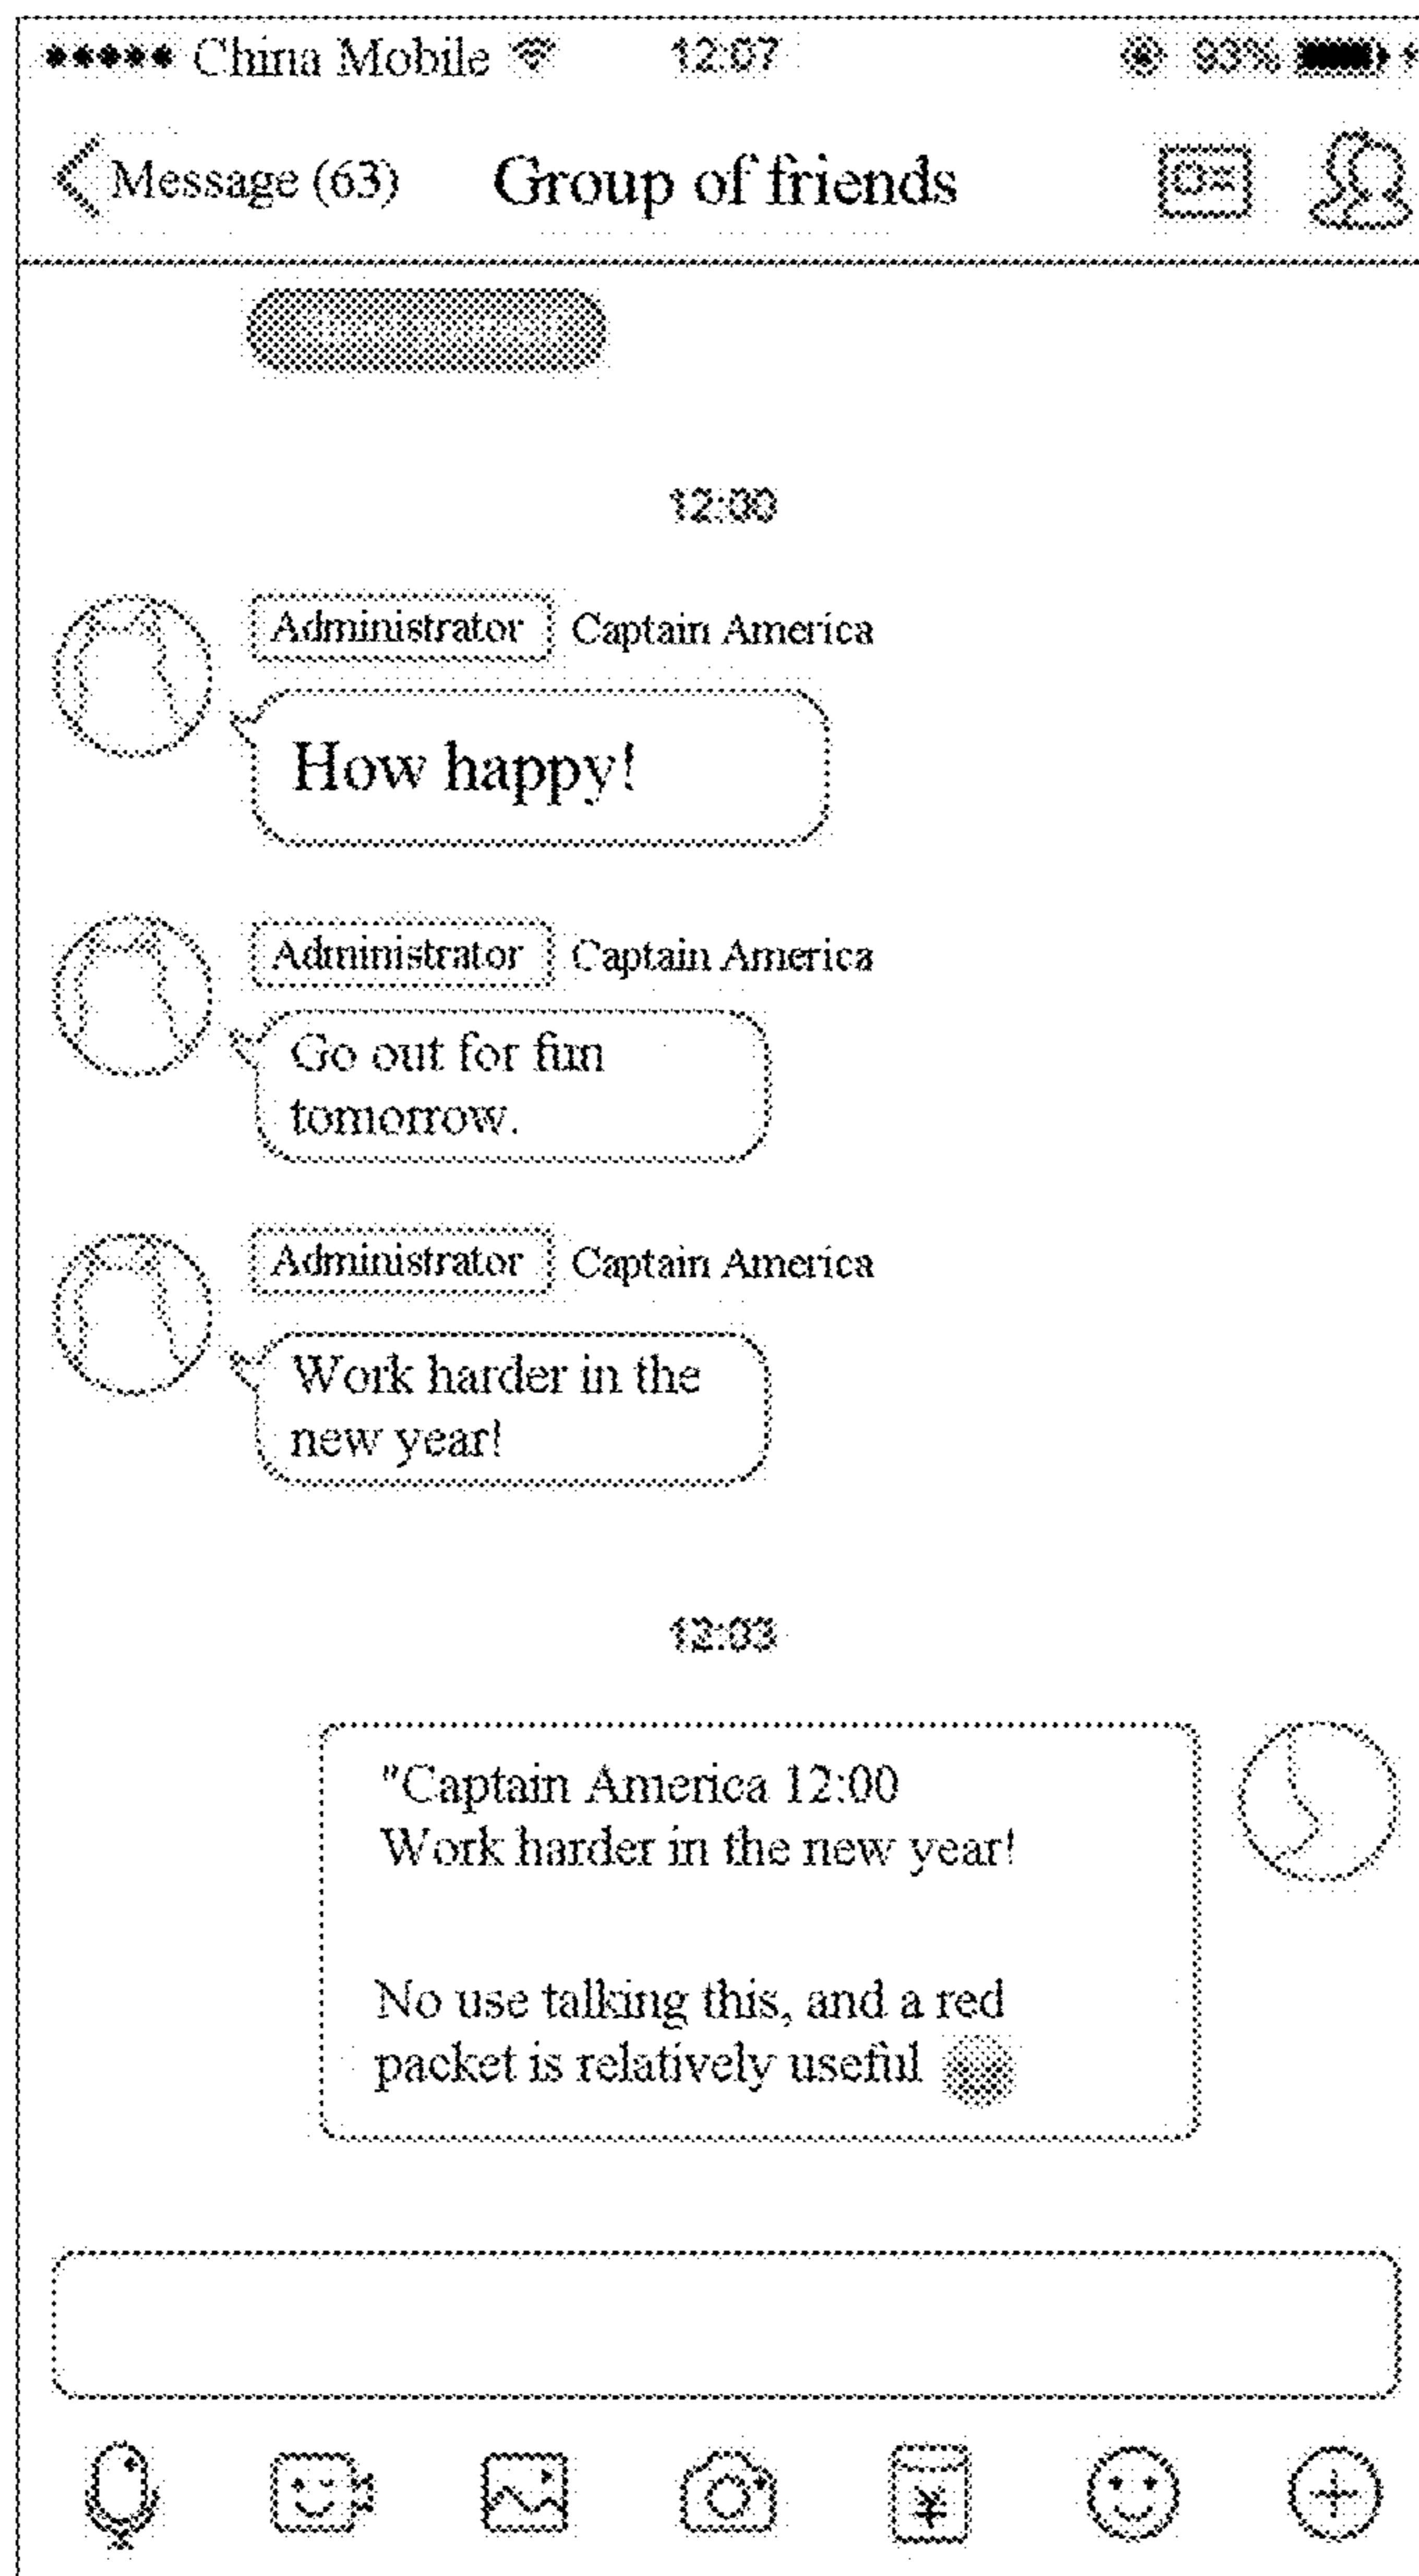 China Mobile 12:07 93%
Message (63) Group of friends
12:00
Administrator Captain America
How happy!
Administrator Captain America
Go out for fun
tomorrow.
Administrator Captain America
Work harder in the
new year!
12:03
"Captain America 12:00
Work harder in the new year!
No use talking this, and a red
packet is relatively useful
¥